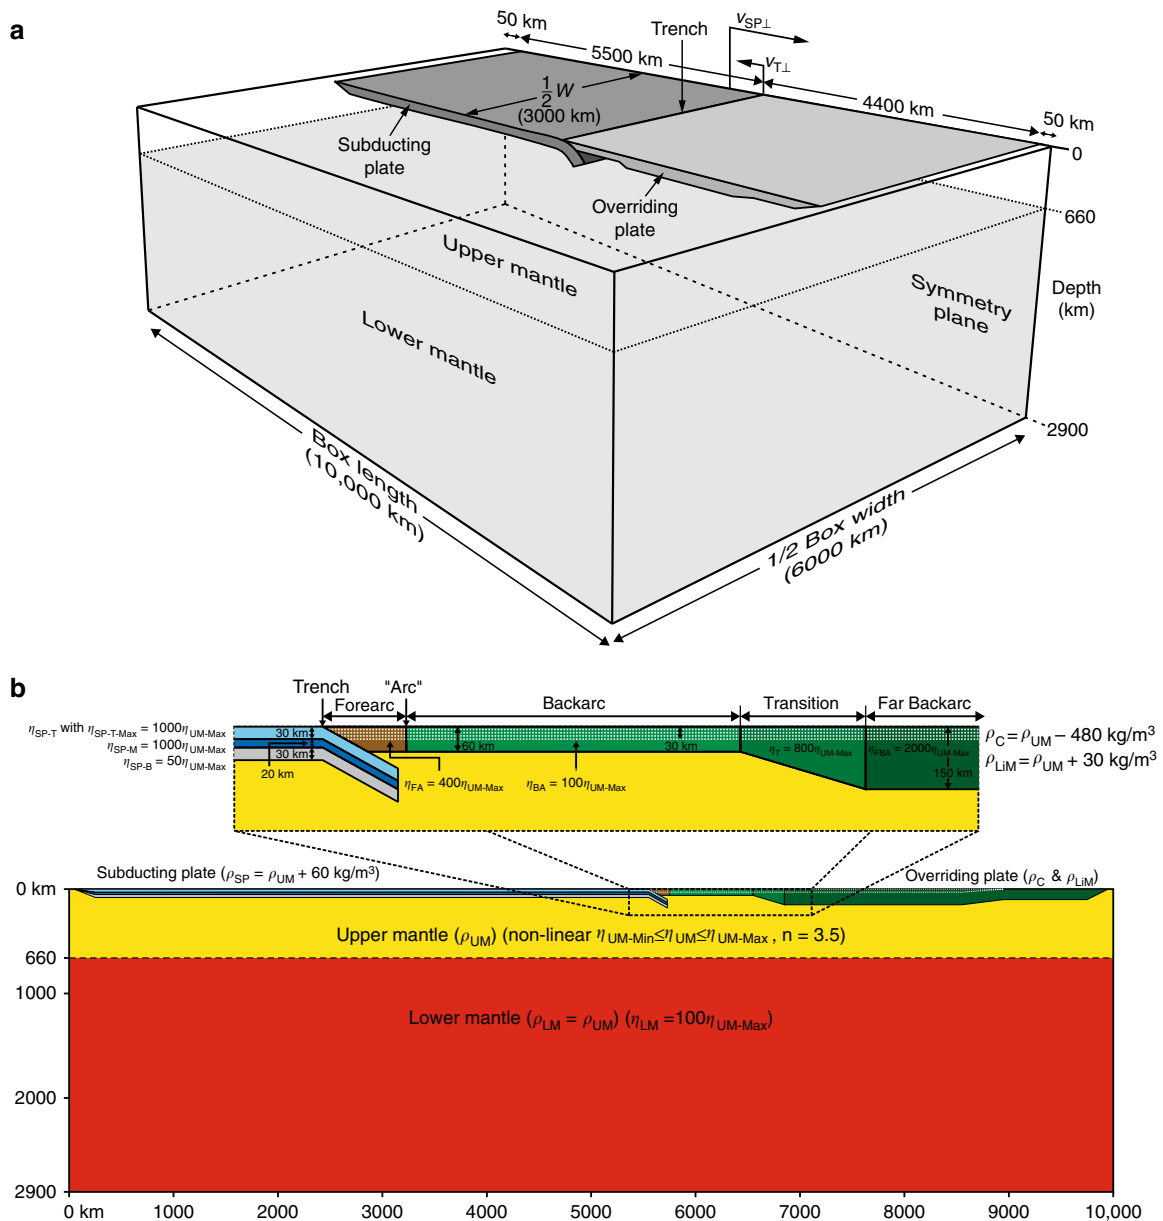 a
50 km
5500 km
Trench
vSP⊥
vT⊥
4400 km
50 km
0
1/2 W
(3000 km)
Subducting
plate
Overriding
plate
660
Upper mantle
Symmetry
plane
Depth
(km)
Lower mantle
2900
Box length
(10,000 km)
1/2 Box width
(6000 km)
b
Trench
"Arc"
Forearc
Backarc
Transition
Far Backarc
ηSP-T with ηSP-T-Max = 1000ηUM-Max
ηSP-M = 1000ηUM-Max
ηSP-B = 50ηUM-Max
30 km
30 km
20 km
60 km
30 km
ηFA = 400ηUM-Max
ηBA = 100ηUM-Max
ηT = 800ηUM-Max
ηFBA = 2000ηUM-Max
150 km
ρC = ρUM − 480 kg/m³
ρLiM = ρUM + 30 kg/m³
Subducting plate (ρSP = ρUM + 60 kg/m³)
Overriding plate (ρC & ρLiM)
0 km
Upper mantle (ρUM) (non-linear ηUM-Min≤ηUM≤ηUM-Max , n = 3.5)
660
1000
Lower mantle (ρLM = ρUM) (ηLM =100ηUM-Max)
2000
2900
0 km
1000
2000
3000
4000
5000
6000
7000
8000
9000
10,000